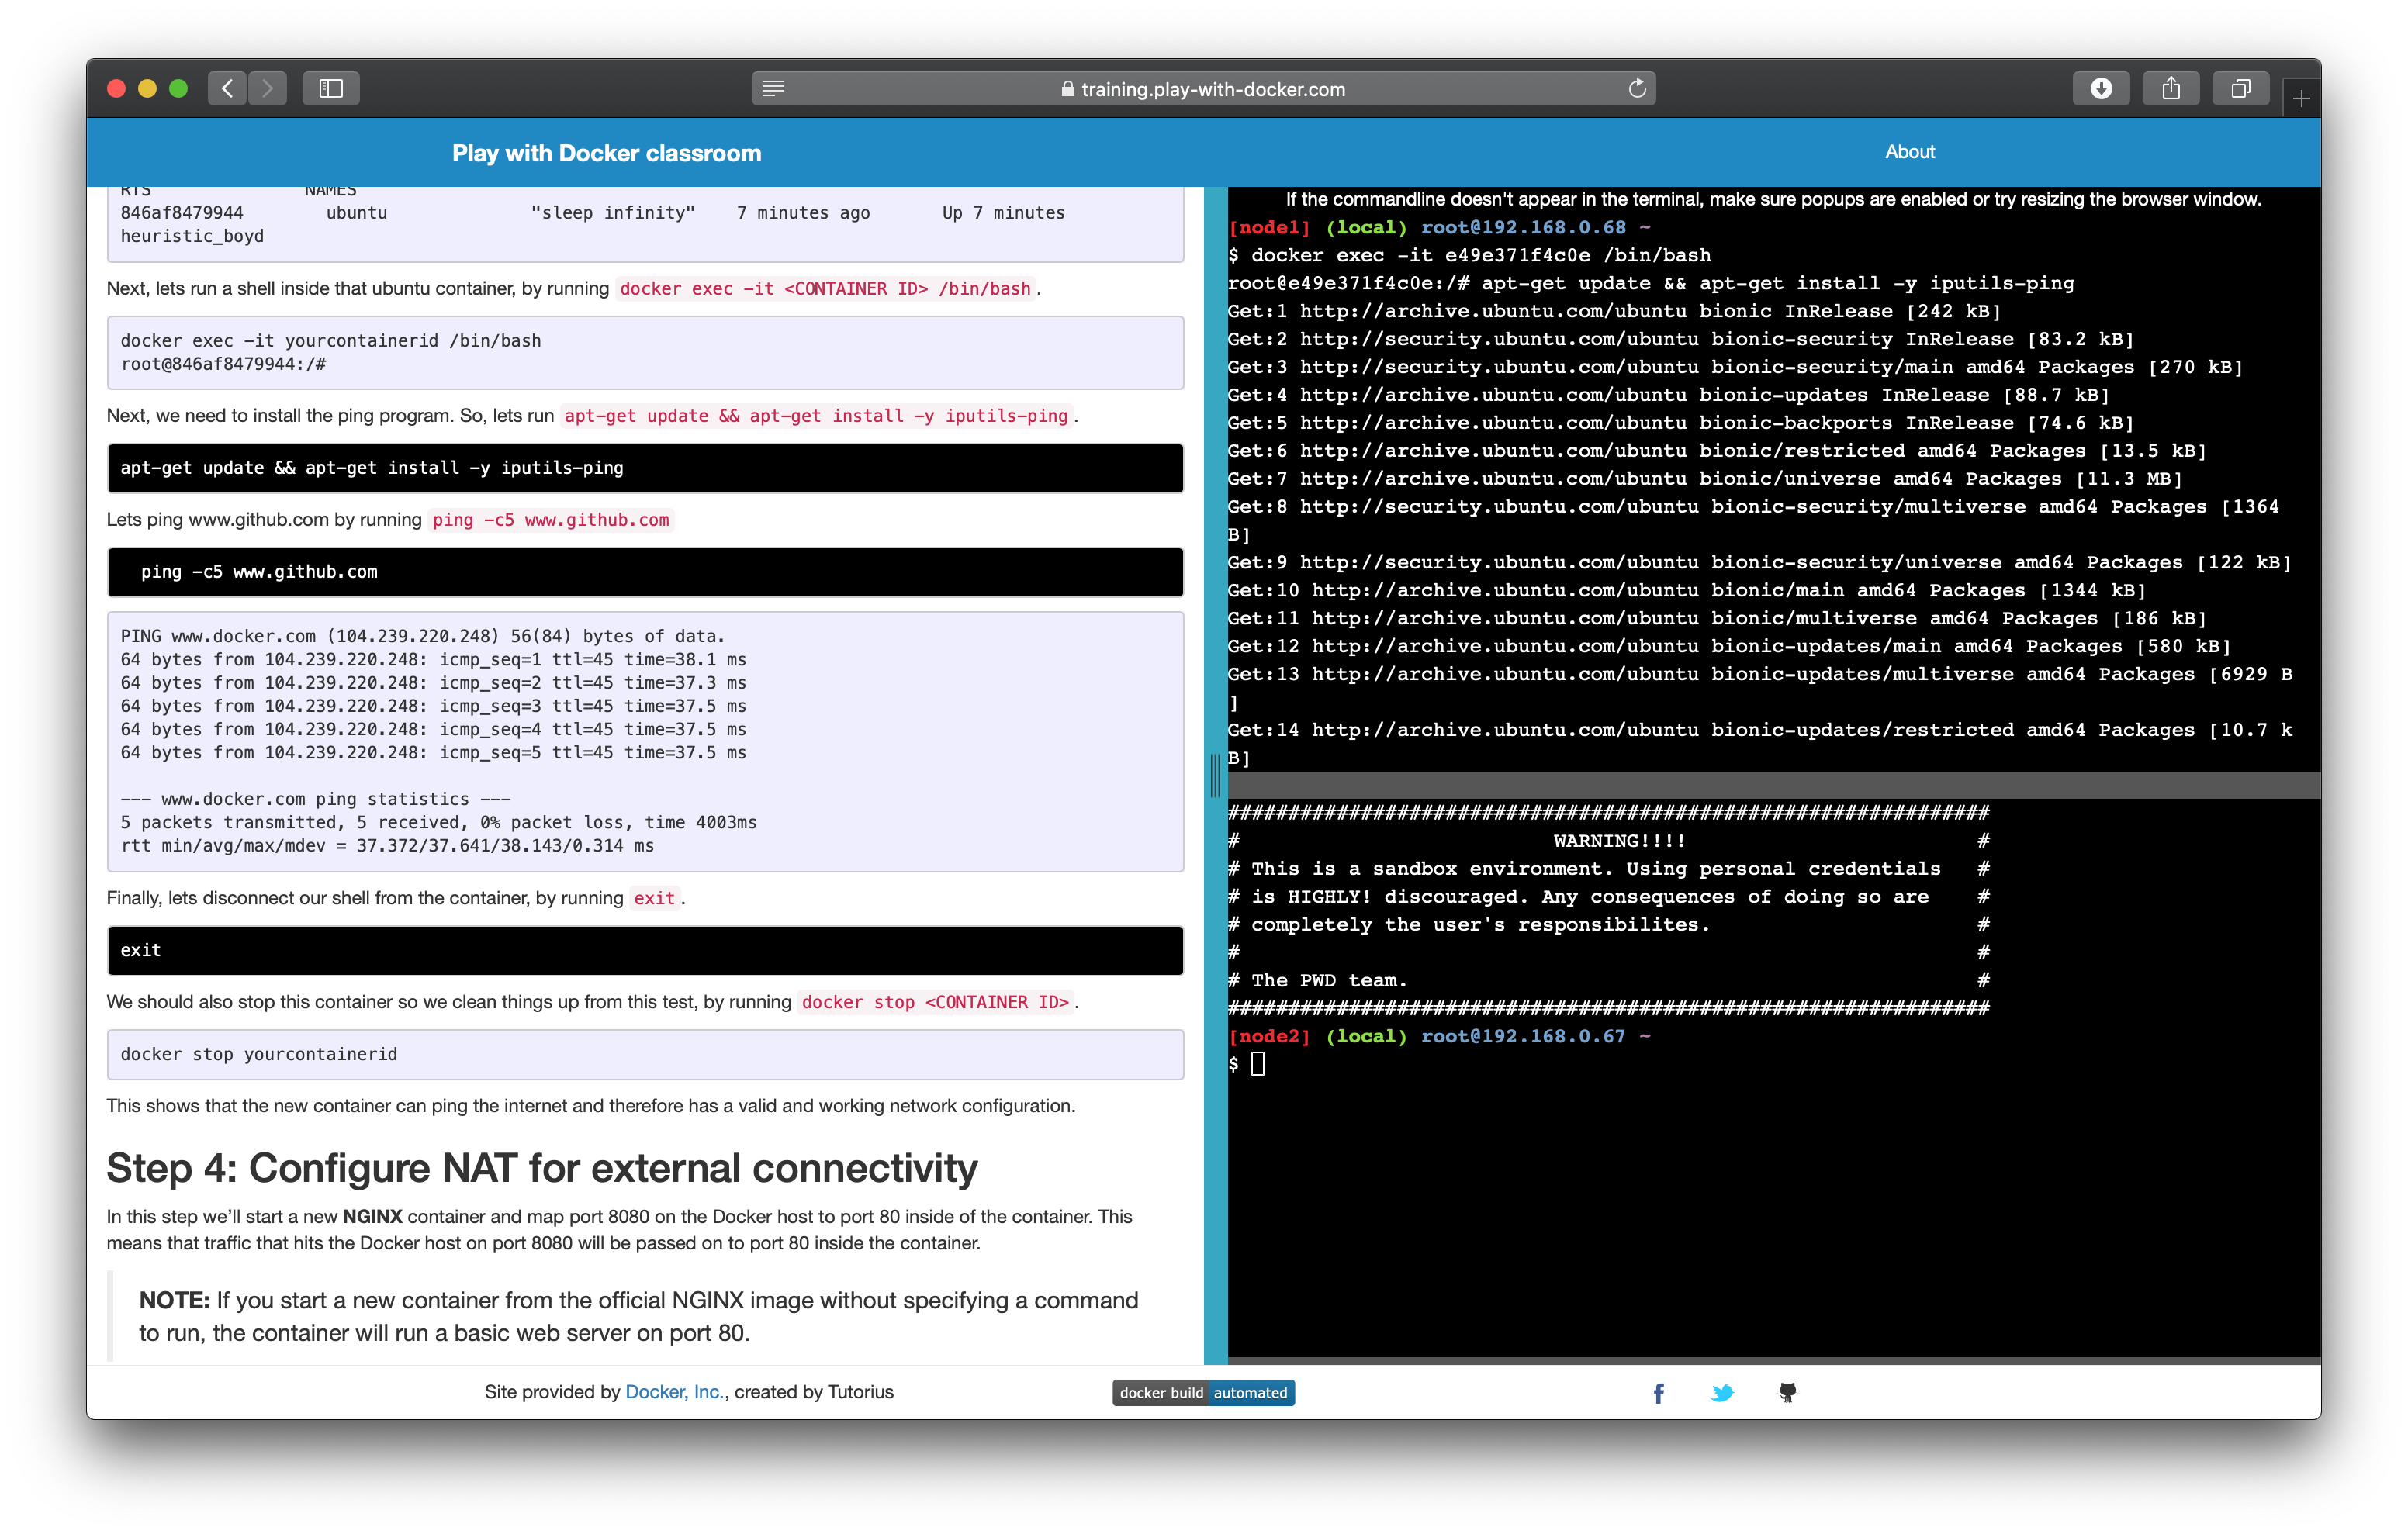 training.play-with-docker.com
Play with Docker classroom
About
RTS NAMES
846af8479944 ubuntu "sleep infinity" 7 minutes ago Up 7 minutes
heuristic_boyd
Next, lets run a shell inside that ubuntu container, by running docker exec -it <CONTAINER ID> /bin/bash.
docker exec -it yourcontainerid /bin/bash
root@846af8479944:/#
Next, we need to install the ping program. So, lets run apt-get update && apt-get install -y iputils-ping.
apt-get update && apt-get install -y iputils-ping
Lets ping www.github.com by running ping -c5 www.github.com
ping -c5 www.github.com
PING www.docker.com (104.239.220.248) 56(84) bytes of data.
64 bytes from 104.239.220.248: icmp_seq=1 ttl=45 time=38.1 ms
64 bytes from 104.239.220.248: icmp_seq=2 ttl=45 time=37.3 ms
64 bytes from 104.239.220.248: icmp_seq=3 ttl=45 time=37.5 ms
64 bytes from 104.239.220.248: icmp_seq=4 ttl=45 time=37.5 ms
64 bytes from 104.239.220.248: icmp_seq=5 ttl=45 time=37.5 ms
--- www.docker.com ping statistics ---
5 packets transmitted, 5 received, 0% packet loss, time 4003ms
rtt min/avg/max/mdev = 37.372/37.641/38.143/0.314 ms
Finally, lets disconnect our shell from the container, by running exit.
exit
We should also stop this container so we clean things up from this test, by running docker stop <CONTAINER ID>.
docker stop yourcontainerid
This shows that the new container can ping the internet and therefore has a valid and working network configuration.
Step 4: Configure NAT for external connectivity
In this step we’ll start a new NGINX container and map port 8080 on the Docker host to port 80 inside of the container. This
means that traffic that hits the Docker host on port 8080 will be passed on to port 80 inside the container.
NOTE: If you start a new container from the official NGINX image without specifying a command
to run, the container will run a basic web server on port 80.
If the commandline doesn't appear in the terminal, make sure popups are enabled or try resizing the browser window.
[node1] (local) root@192.168.0.68 ~
$ docker exec -it e49e371f4c0e /bin/bash
root@e49e371f4c0e:/# apt-get update && apt-get install -y iputils-ping
Get:1 http://archive.ubuntu.com/ubuntu bionic InRelease [242 kB]
Get:2 http://security.ubuntu.com/ubuntu bionic-security InRelease [83.2 kB]
Get:3 http://security.ubuntu.com/ubuntu bionic-security/main amd64 Packages [270 kB]
Get:4 http://archive.ubuntu.com/ubuntu bionic-updates InRelease [88.7 kB]
Get:5 http://archive.ubuntu.com/ubuntu bionic-backports InRelease [74.6 kB]
Get:6 http://archive.ubuntu.com/ubuntu bionic/restricted amd64 Packages [13.5 kB]
Get:7 http://archive.ubuntu.com/ubuntu bionic/universe amd64 Packages [11.3 MB]
Get:8 http://security.ubuntu.com/ubuntu bionic-security/multiverse amd64 Packages [1364
B]
Get:9 http://security.ubuntu.com/ubuntu bionic-security/universe amd64 Packages [122 kB]
Get:10 http://archive.ubuntu.com/ubuntu bionic/main amd64 Packages [1344 kB]
Get:11 http://archive.ubuntu.com/ubuntu bionic/multiverse amd64 Packages [186 kB]
Get:12 http://archive.ubuntu.com/ubuntu bionic-updates/main amd64 Packages [580 kB]
Get:13 http://archive.ubuntu.com/ubuntu bionic-updates/multiverse amd64 Packages [6929 B
]
Get:14 http://archive.ubuntu.com/ubuntu bionic-updates/restricted amd64 Packages [10.7 k
B]
###############################################################
# WARNING!!!! #
# This is a sandbox environment. Using personal credentials #
# is HIGHLY! discouraged. Any consequences of doing so are #
# completely the user's responsibilites. #
# #
# The PWD team. #
###############################################################
[node2] (local) root@192.168.0.67 ~
$
Site provided by Docker, Inc., created by Tutorius
docker build automated